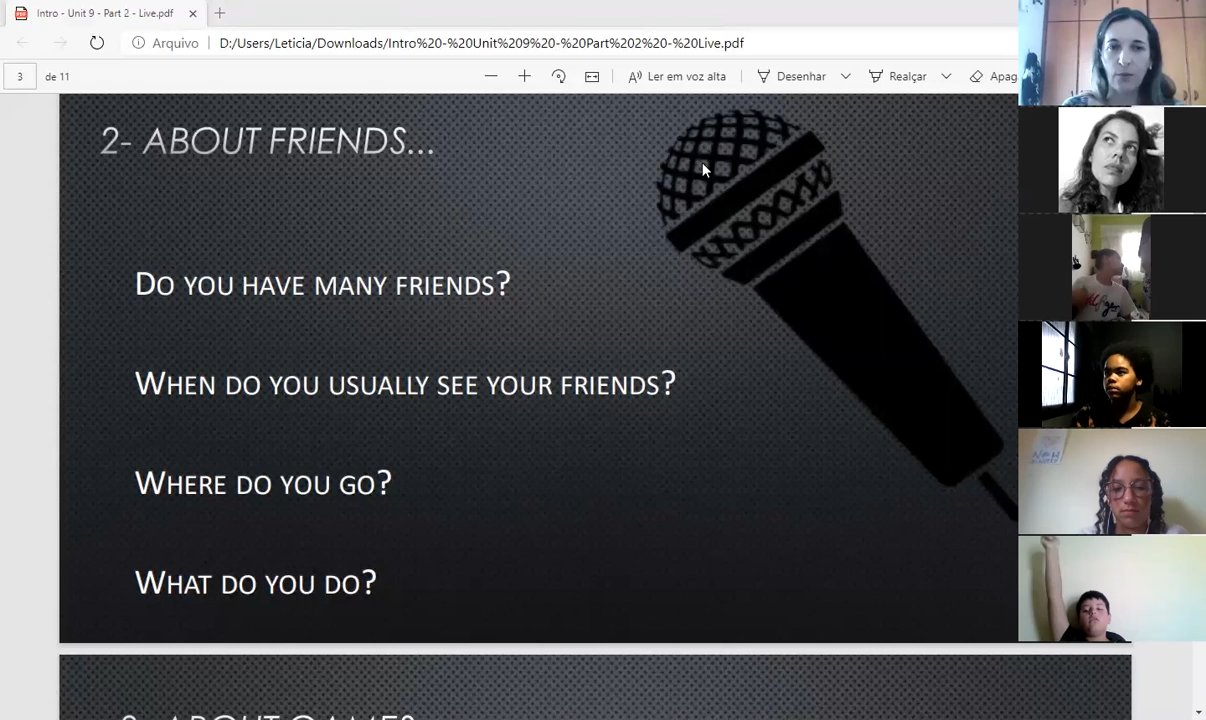 Intro - Unit 9 - Part 2 - Live.pdf
Arquivo D:/Users/Leticia/Downloads/Intro%20-%20Unit%209%20-%20Part%202%20-%20Live.pdf
3 de 11 Ler em voz alta Desenhar Realçar Apag
2- ABOUT FRIENDS...
DO YOU HAVE MANY FRIENDS?
WHEN DO YOU USUALLY SEE YOUR FRIENDS?
WHERE DO YOU GO?
WHAT DO YOU DO?